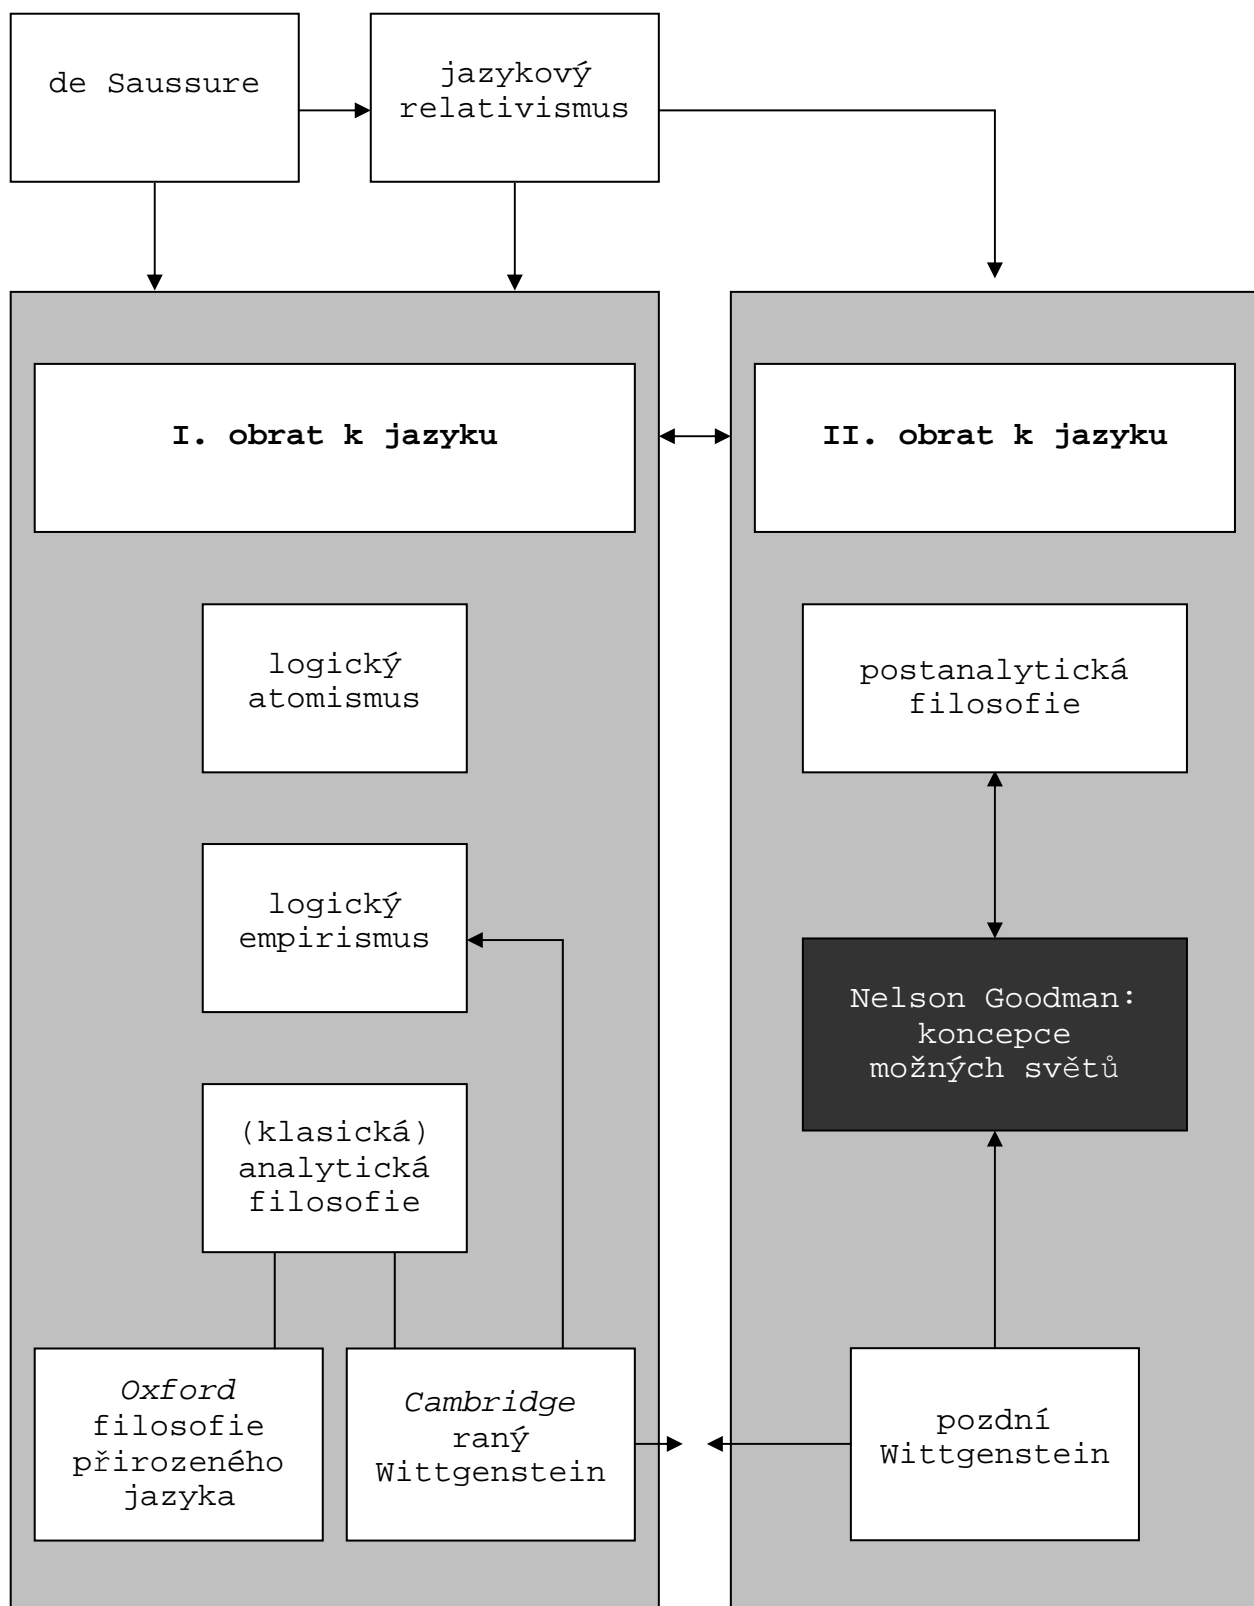 de Saussure
jazykový
relativismus
I. obrat k jazyku
II. obrat k jazyku
logický
atomismus
postanalytická
filosofie
logický
empirismus
Nelson Goodman:
koncepce
možných světů
(klasická)
analytická
filosofie
Oxford
filosofie
přirozeného
jazyka
Cambridge
raný
Wittgenstein
pozdní
Wittgenstein